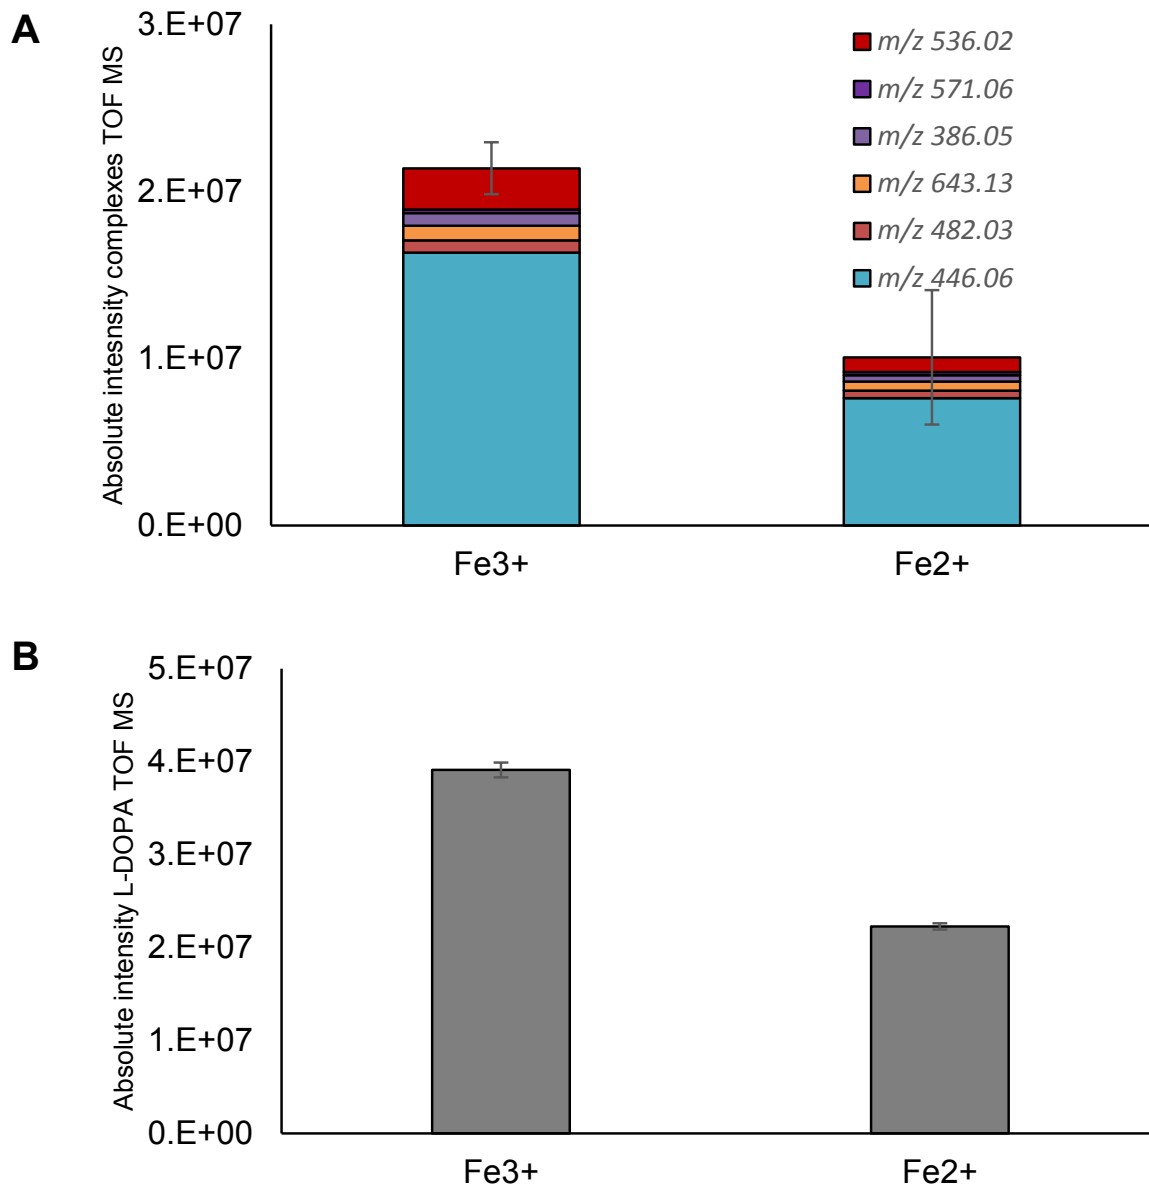 A
Absolute intesnsity complexes TOF MS
3.E+07
2.E+07
1.E+07
0.E+00
m/z 536.02
m/z 571.06
m/z 386.05
m/z 643.13
m/z 482.03
m/z 446.06
Fe3+
Fe2+
B
Absolute intensity L-DOPA TOF MS
5.E+07
4.E+07
3.E+07
2.E+07
1.E+07
0.E+00
Fe3+
Fe2+